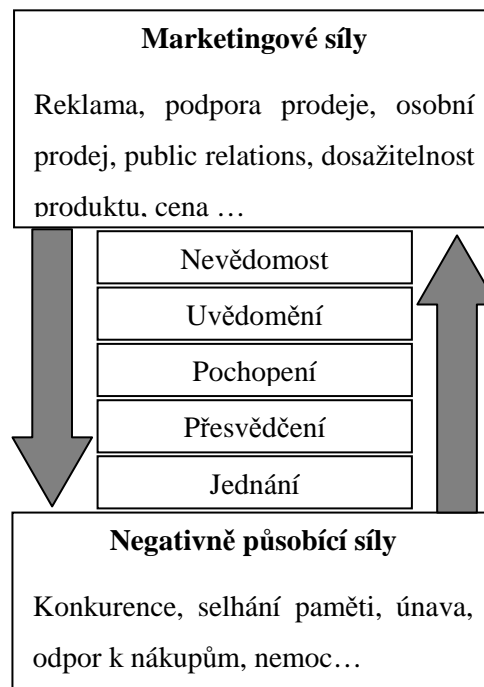 Marketingové síly
Reklama, podpora prodeje, osobní
prodej, public relations, dosažitelnost
produktu, cena …
Nevědomost
Uvědomění
Pochopení
Přesvědčení
Jednání
Negativně působící síly
Konkurence, selhání paměti, únava,
odpor k nákupům, nemoc…